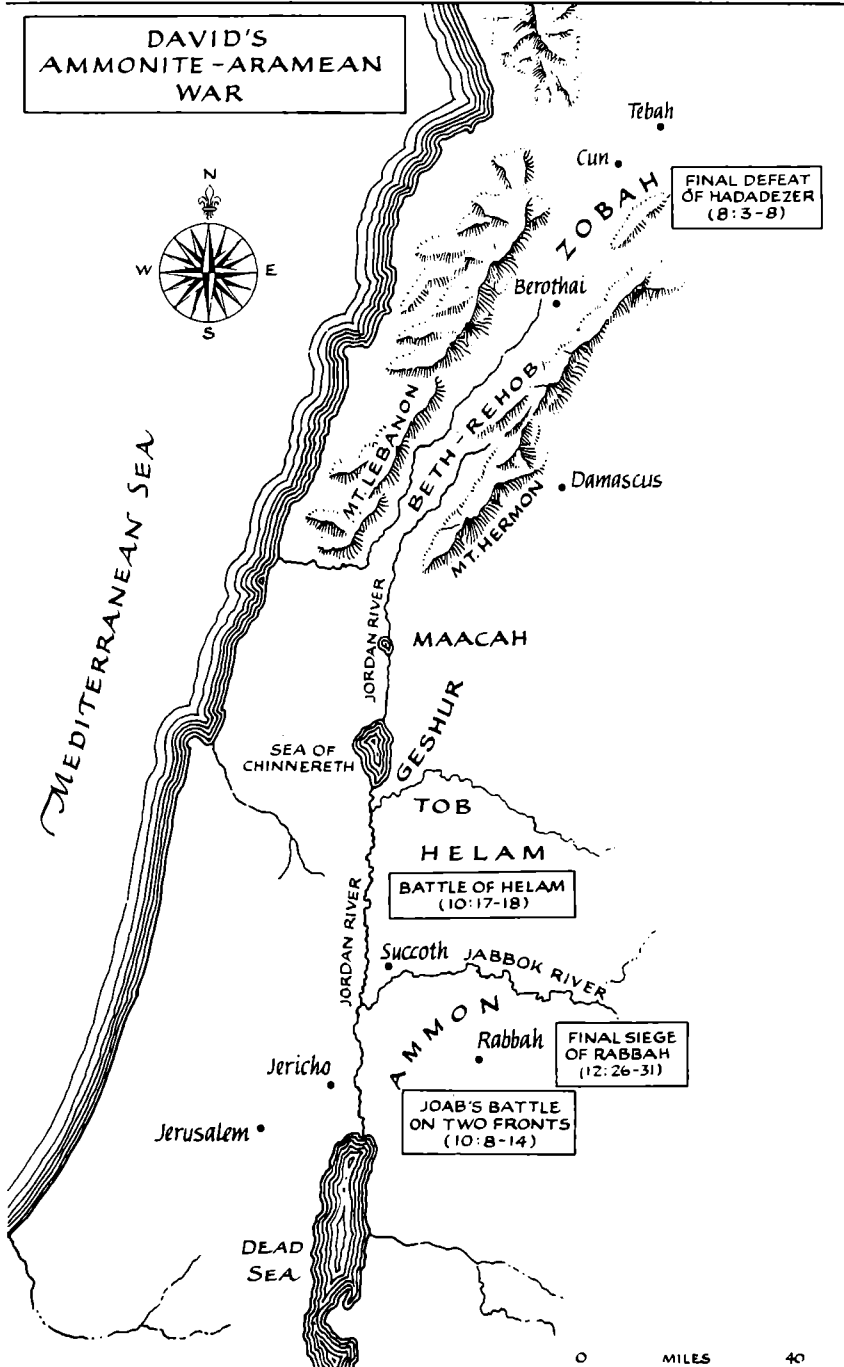 DAVID'S
AMMONITE-ARAMEAN
WAR
N
W
E
S
Tebah
Cun
ZOBAH
FINAL DEFEAT
OF HADADEZER
(8:3-8)
Berothai
BETH-REHOB
MT. LEBANON
Damascus
MT. HERMON
MEDITERRANEAN SEA
JORDAN RIVER
MAACAH
GESHUR
SEA OF
CHINNERETH
TOB
HELAM
BATTLE OF HELAM
(10:17-18)
JORDAN RIVER
Succoth
JABBOK RIVER
AMMON
Rabbah
FINAL SIEGE
OF RABBAH
(12:26-31)
Jericho
JOAB'S BATTLE
ON TWO FRONTS
(10:8-14)
Jerusalem
DEAD
SEA
0 MILES 40